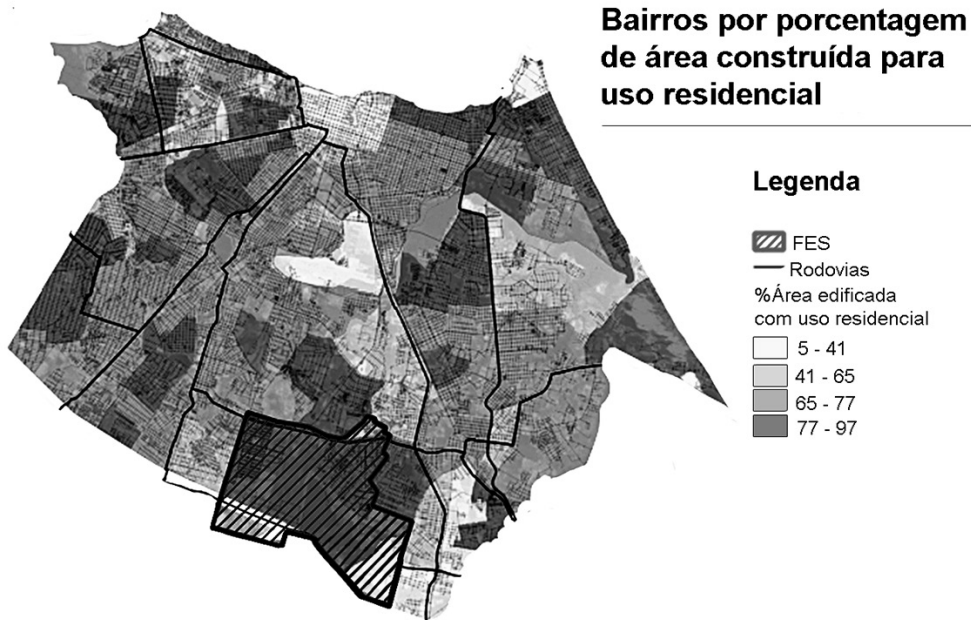 Bairros por porcentagem
de área construída para
uso residencial
Legenda
FES
Rodovias
%Área edificada
com uso residencial
5 - 41
41 - 65
65 - 77
77 - 97